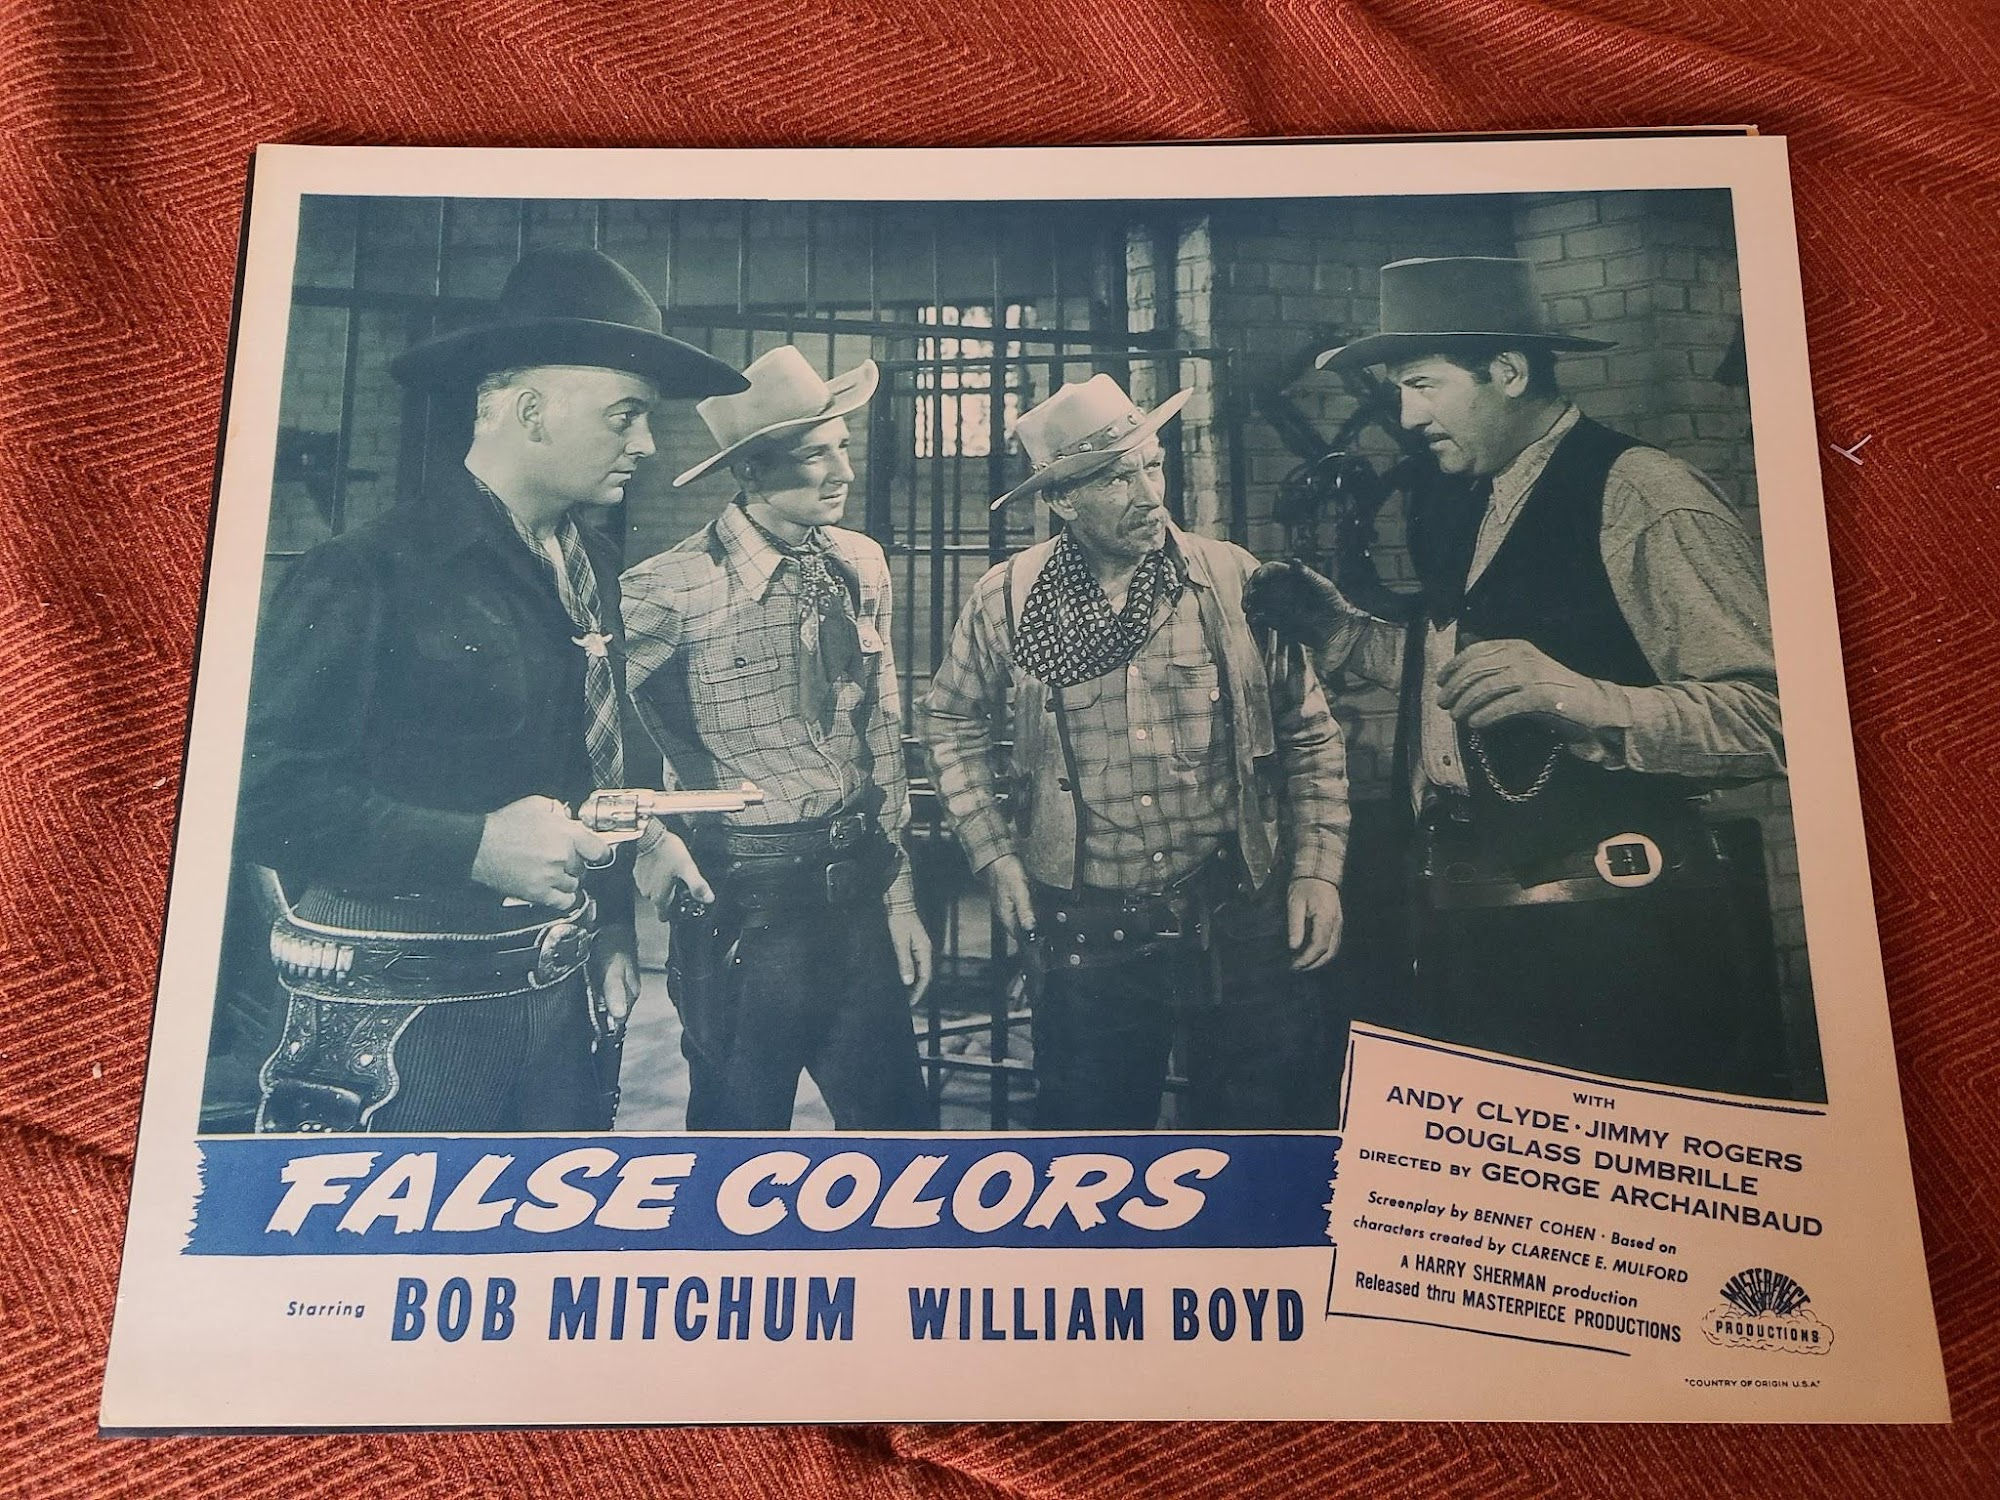 FALSE COLORS
Starring BOB MITCHUM WILLIAM BOYD
WITH
ANDY CLYDE · JIMMY ROGERS
DOUGLASS DUMBRILLE
DIRECTED BY GEORGE ARCHAINBAUD
Screenplay by BENNET COHEN · Based on
characters created by CLARENCE E. MULFORD
A HARRY SHERMAN production
Released thru MASTERPIECE PRODUCTIONS
MASTERPIECE
PRODUCTIONS
"COUNTRY OF ORIGIN U.S.A."